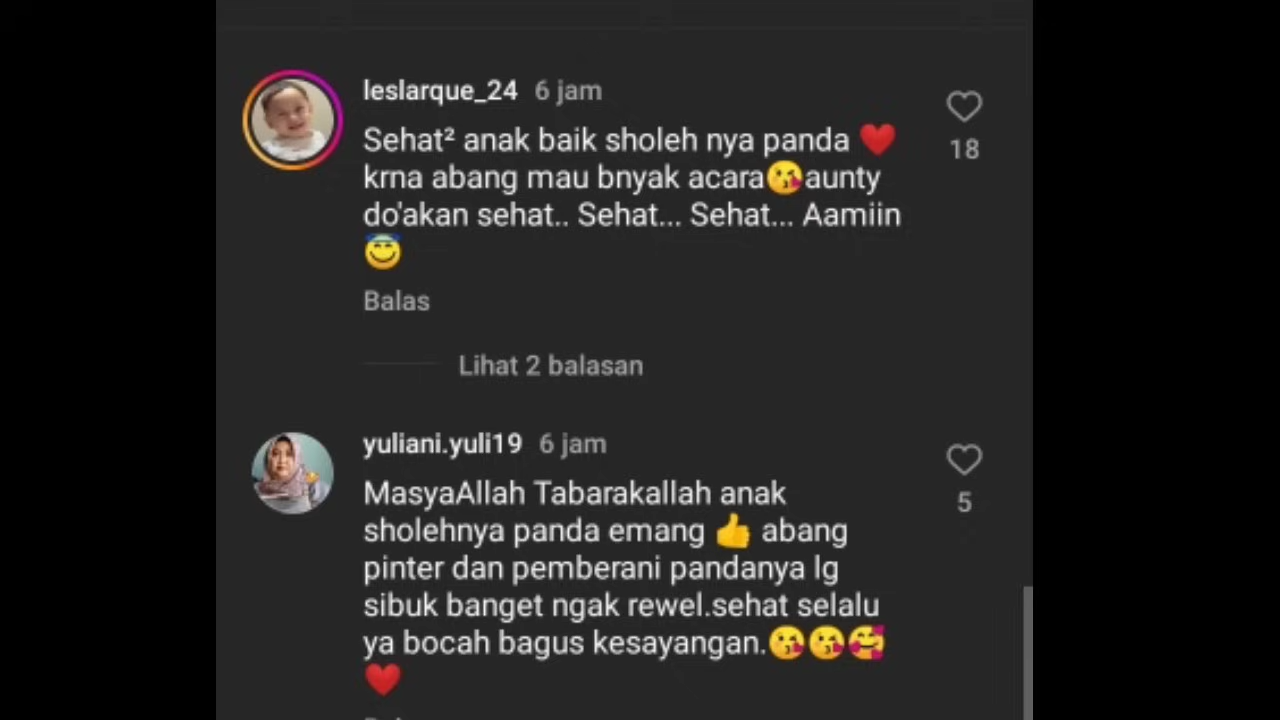 leslarque_24 6 jam
Sehat² anak baik sholeh nya panda ❤️
18
krna abang mau bnyak acara😘aunty
do'akan sehat.. Sehat... Sehat... Aamiin
😇
Balas
Lihat 2 balasan
yuliani.yuli19 6 jam
MasyaAllah Tabarakallah anak
5
sholehnya panda emang 👍 abang
pinter dan pemberani pandanya lg
sibuk banget ngak rewel.sehat selalu
ya bocah bagus kesayangan.😘😘🥰
❤️